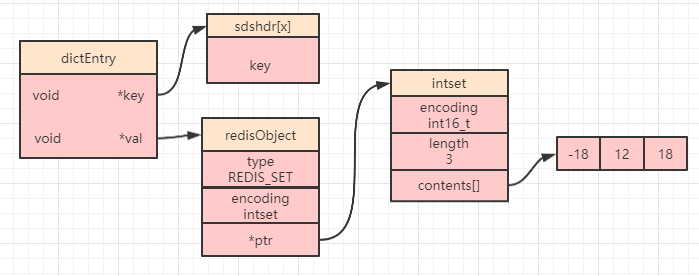 dictEntry
void *key
void *val
sdshdr[x]
key
redisObject
type
REDIS_SET
encoding
intset
*ptr
intset
encoding
int16_t
length
3
contents[]
-18 12 18